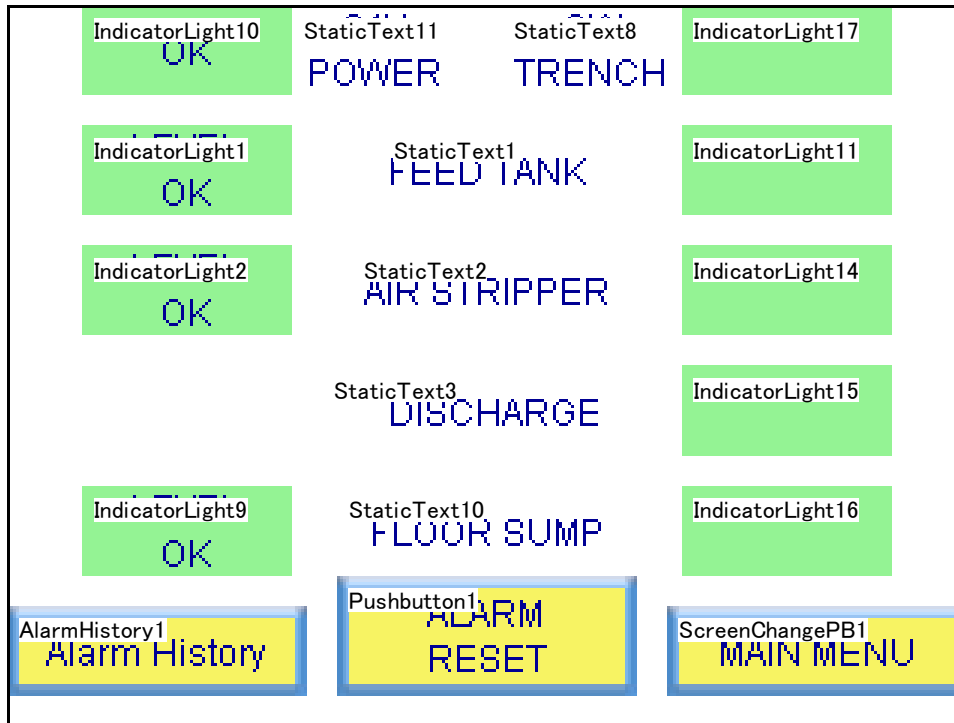 IndicatorLight10 StaticText11 StaticText8 IndicatorLight17
OK POWER TRENCH
IndicatorLight1 StaticText1 IndicatorLight11
FEED TANK
OK
IndicatorLight2 StaticText2 IndicatorLight14
AIR STRIPPER
OK
StaticText3 IndicatorLight15
DISCHARGE
IndicatorLight9 StaticText10 IndicatorLight16
FLOOR SUMP
OK
Pushbutton1
ALARM
AlarmHistory1 ScreenChangePB1
Alarm History RESET MAIN MENU